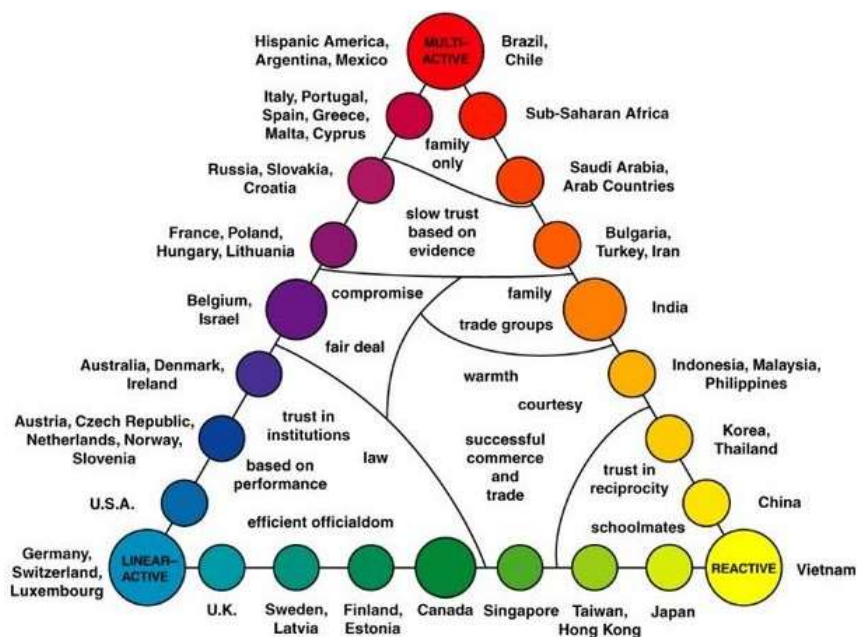 Hispanic America,
Argentina, Mexico
MULTI-
ACTIVE
Brazil,
Chile
Italy, Portugal,
Spain, Greece,
Malta, Cyprus
Sub-Saharan Africa
family
only
Russia, Slovakia,
Croatia
Saudi Arabia,
Arab Countries
slow trust
based on
evidence
France, Poland,
Hungary, Lithuania
Bulgaria,
Turkey, Iran
Belgium,
Israel
compromise
family
India
trade groups
fair deal
Australia, Denmark,
Ireland
warmth
Indonesia, Malaysia,
Philippines
courtesy
Austria, Czech Republic,
Netherlands, Norway,
Slovenia
trust in
institutions
law
based on
performance
successful
commerce
and
trade
Korea,
Thailand
trust in
reciprocity
U.S.A.
China
efficient officialdom
schoolmates
Germany,
Switzerland,
Luxembourg
LINEAR-
ACTIVE
REACTIVE
Vietnam
U.K.
Sweden,
Latvia
Finland,
Estonia
Canada
Singapore
Taiwan,
Hong Kong
Japan